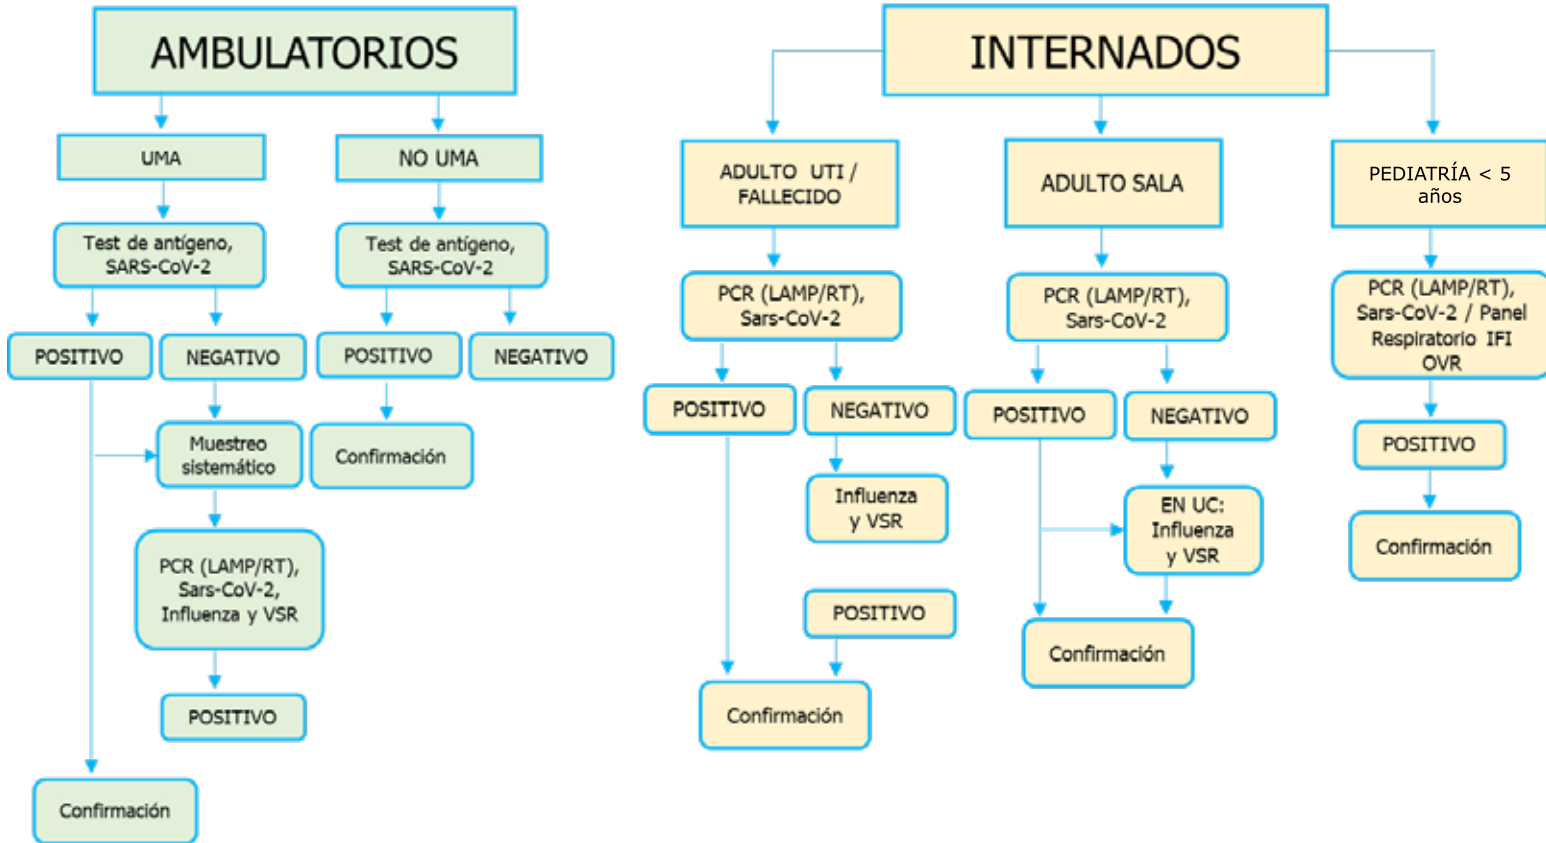 AMBULATORIOS
UMA
NO UMA
Test de antígeno,
SARS-CoV-2
Test de antígeno,
SARS-CoV-2
POSITIVO
NEGATIVO
POSITIVO
NEGATIVO
Muestreo
sistemático
Confirmación
PCR (LAMP/RT),
Sars-CoV-2,
Influenza y VSR
POSITIVO
Confirmación
INTERNADOS
ADULTO UTI /
FALLECIDO
ADULTO SALA
PEDIATRÍA < 5
años
PCR (LAMP/RT),
Sars-CoV-2
PCR (LAMP/RT),
Sars-CoV-2
PCR (LAMP/RT),
Sars-CoV-2 / Panel
Respiratorio IFI
OVR
POSITIVO
NEGATIVO
POSITIVO
NEGATIVO
POSITIVO
Influenza
y VSR
EN UC:
Influenza
y VSR
Confirmación
POSITIVO
Confirmación
Confirmación